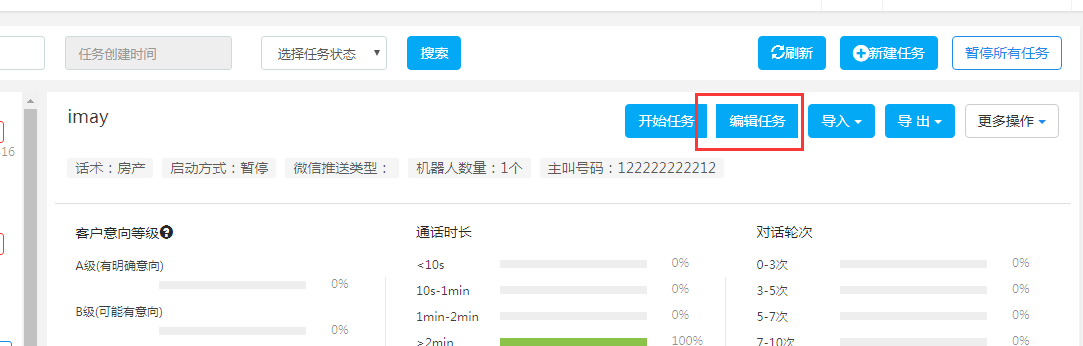 任务创建时间 选择任务状态 搜索 刷新 新建任务 暂停所有任务
imay 开始任务 编辑任务 导入 导出 更多操作
16
话术：房产 启动方式：暂停 微信推送类型： 机器人数量：1个 主叫号码：122222222212
客户意向等级 通话时长 对话轮次
A级(有明确意向) <10s 0% 0-3次 0%
0%
10s-1min 0% 3-5次 0%
B级(可能有意向) 1min-2min 0% 5-7次 0%
0%
>2min 100% 7-10次 0%